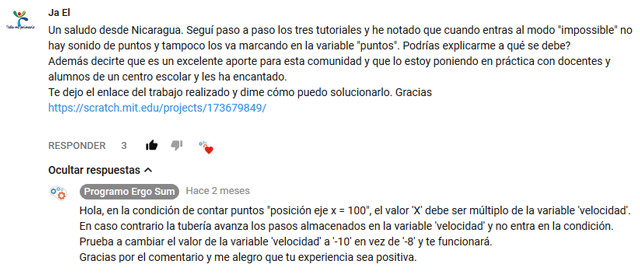 Ja El
Un saludo desde Nicaragua. Seguí paso a paso los tres tutoriales y he notado que cuando entras al modo "impossible" no
hay sonido de puntos y tampoco los va marcando en la variable "puntos". Podrías explicarme a qué se debe?
Además decirte que es un excelente aporte para esta comunidad y que lo estoy poniendo en práctica con docentes y
alumnos de un centro escolar y les ha encantado.
Te dejo el enlace del trabajo realizado y dime cómo puedo solucionarlo. Gracias
https://scratch.mit.edu/projects/173679849/
RESPONDER 3
Ocultar respuestas
Programo Ergo Sum Hace 2 meses
Hola, en la condición de contar puntos "posición eje x = 100", el valor 'X' debe ser múltiplo de la variable 'velocidad'.
En caso contrario la tubería avanza los pasos almacenados en la variable 'velocidad' y no entra en la condición.
Prueba a cambiar el valor de la variable 'velocidad' a '-10' en vez de '-8' y te funcionará.
Gracias por el comentario y me alegro que tu experiencia sea positiva.